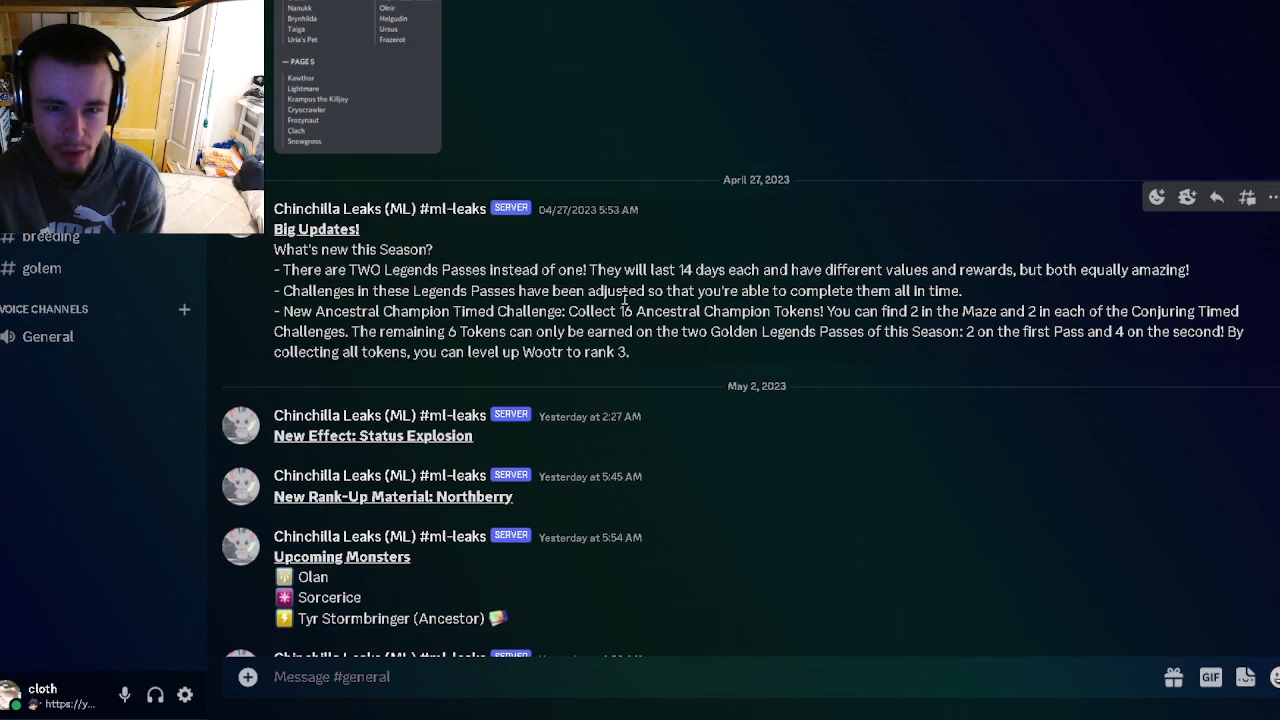 Nanukk
Brynhilda
Taiga
Uria's Pet
Olnir
Helgudin
Ursus
Frazerot
— PAGE 5
Kawthor
Lightmare
Krampus the Killjoy
Cryocrawler
Frozynaut
Clach
Snowgross
April 27, 2023
Chinchilla Leaks (ML) #ml-leaks SERVER 04/27/2023 5:53 AM
Big Updates!
What's new this Season?
- There are TWO Legends Passes instead of one! They will last 14 days each and have different values and rewards, but both equally amazing!
- Challenges in these Legends Passes have been adjusted so that you're able to complete them all in time.
- New Ancestral Champion Timed Challenge: Collect 16 Ancestral Champion Tokens! You can find 2 in the Maze and 2 in each of the Conjuring Timed
Challenges. The remaining 6 Tokens can only be earned on the two Golden Legends Passes of this Season: 2 on the first Pass and 4 on the second! By
collecting all tokens, you can level up Wootr to rank 3.
May 2, 2023
Chinchilla Leaks (ML) #ml-leaks SERVER Yesterday at 2:27 AM
New Effect: Status Explosion
Chinchilla Leaks (ML) #ml-leaks SERVER Yesterday at 5:45 AM
New Rank-Up Material: Northberry
Chinchilla Leaks (ML) #ml-leaks SERVER Yesterday at 5:54 AM
Upcoming Monsters
Olan
Sorcerice
Tyr Stormbringer (Ancestor)
Chinchilla Leaks (ML) #ml-leaks SERVER
Message #general
GIF
# breeding
# golem
VOICE CHANNELS
General
cloth
https://y...